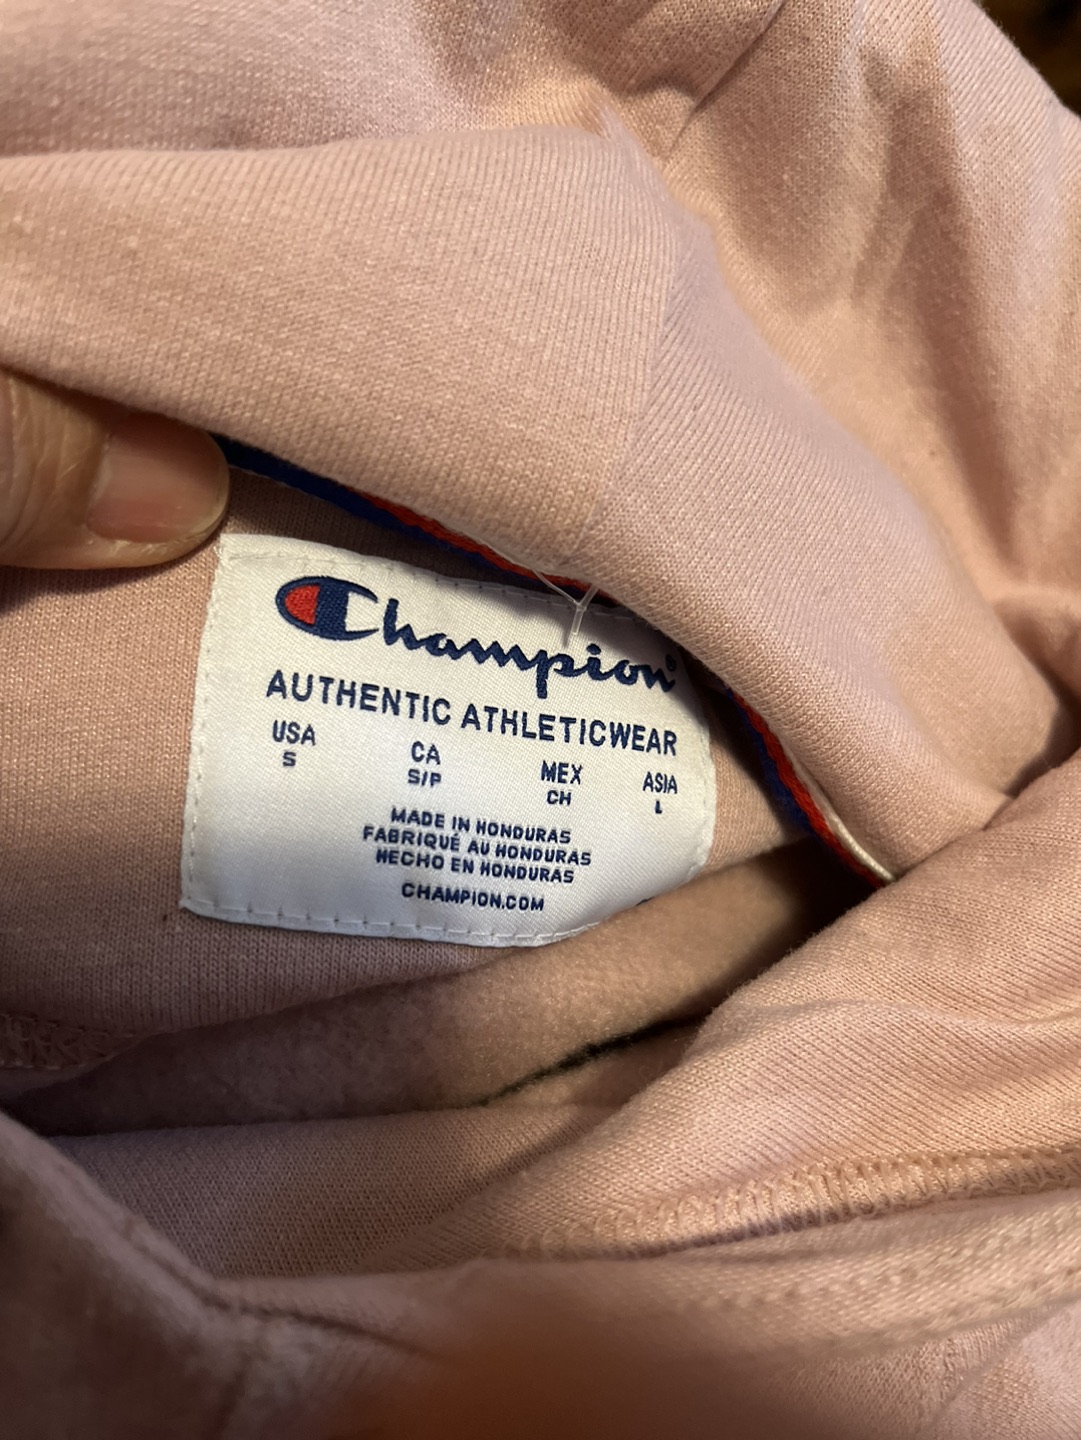 Champion®
AUTHENTIC ATHLETICWEAR
USA CA MEX ASIA
S S/P CH L
MADE IN HONDURAS
FABRIQUÉ AU HONDURAS
HECHO EN HONDURAS
CHAMPION.COM